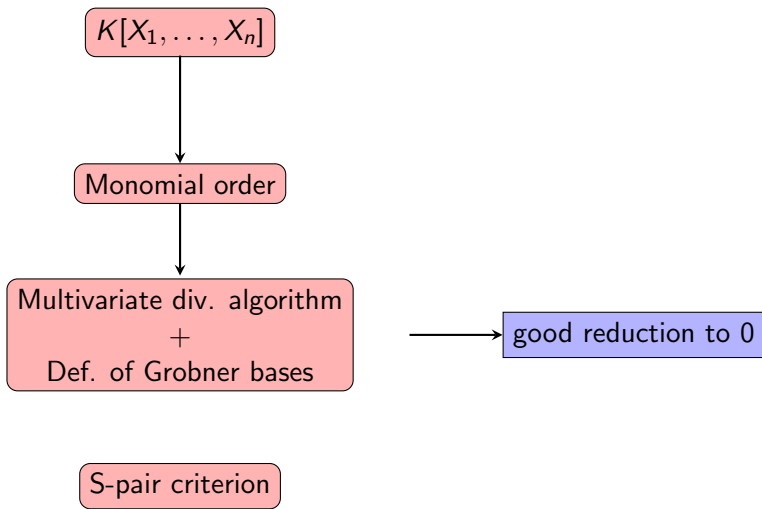 K[X₁, . . . , Xₙ]
Monomial order
Multivariate div. algorithm
+
Def. of Grobner bases
good reduction to 0
S-pair criterion